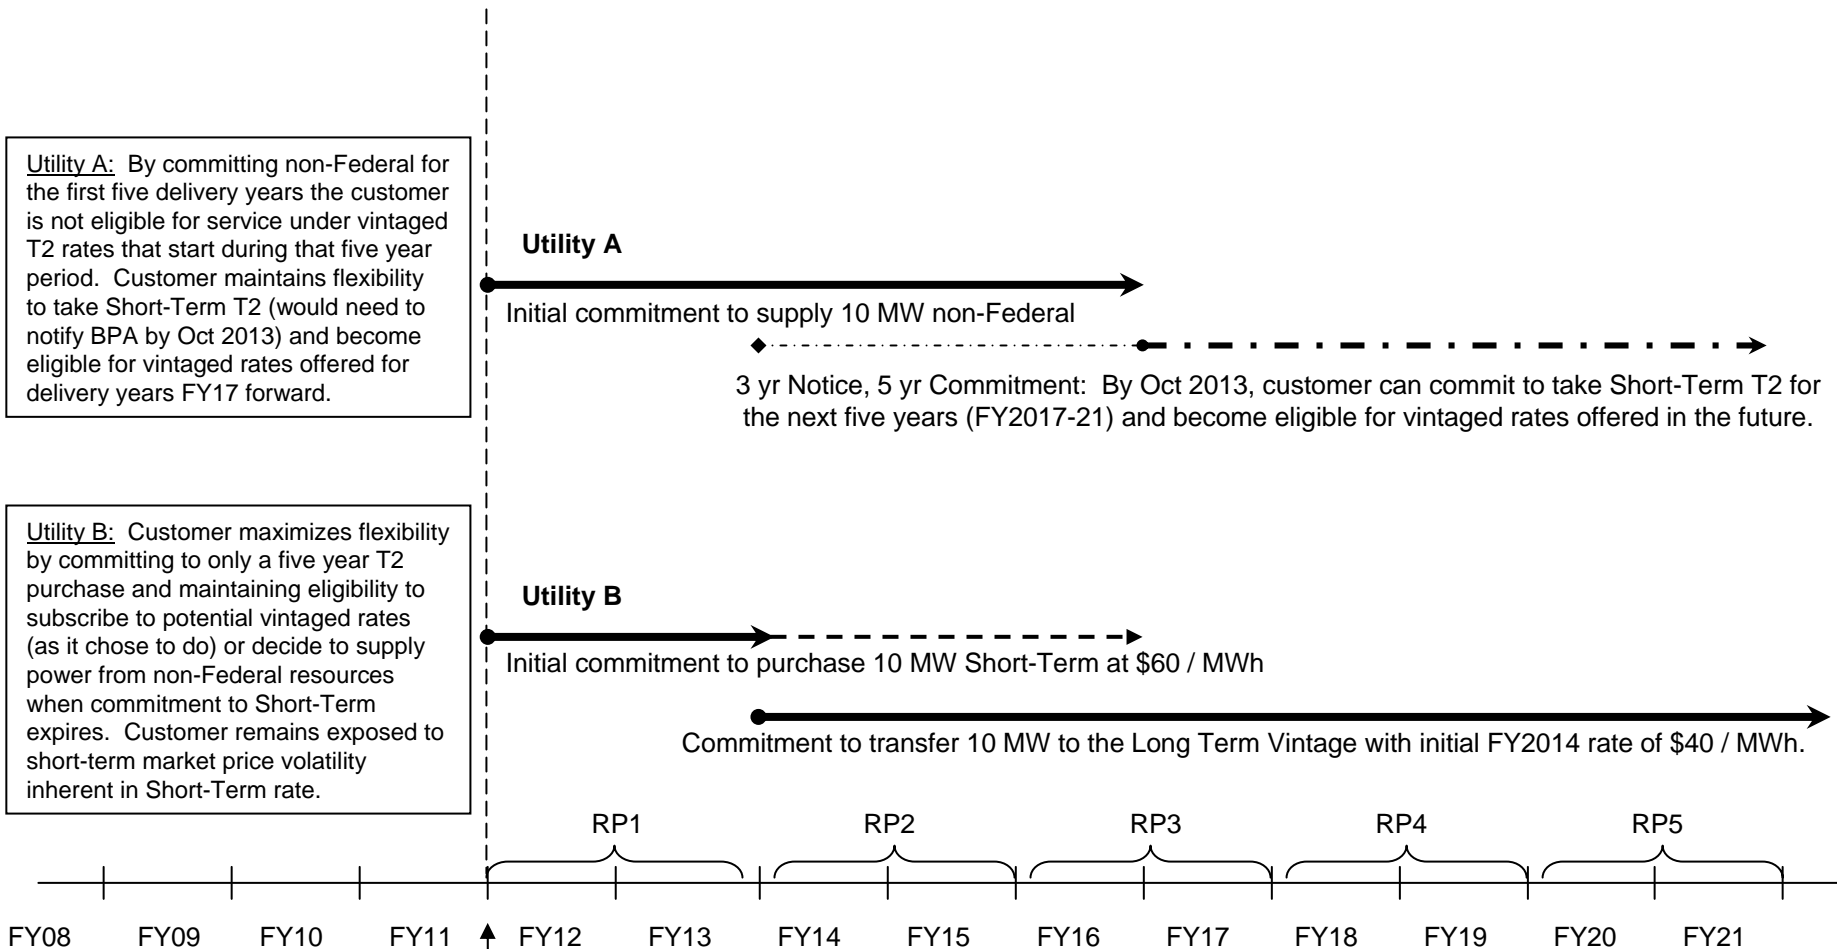 Utility A: By committing non-Federal for
the first five delivery years the customer
is not eligible for service under vintaged
T2 rates that start during that five year
period. Customer maintains flexibility
to take Short-Term T2 (would need to
notify BPA by Oct 2013) and become
eligible for vintaged rates offered for
delivery years FY17 forward.
Utility A
Initial commitment to supply 10 MW non-Federal
3 yr Notice, 5 yr Commitment: By Oct 2013, customer can commit to take Short-Term T2 for
the next five years (FY2017-21) and become eligible for vintaged rates offered in the future.
Utility B: Customer maximizes flexibility
by committing to only a five year T2
purchase and maintaining eligibility to
subscribe to potential vintaged rates
(as it chose to do) or decide to supply
power from non-Federal resources
when commitment to Short-Term
expires. Customer remains exposed to
short-term market price volatility
inherent in Short-Term rate.
Utility B
Initial commitment to purchase 10 MW Short-Term at $60 / MWh
Commitment to transfer 10 MW to the Long Term Vintage with initial FY2014 rate of $40 / MWh.
RP1 RP2 RP3 RP4 RP5
FY08 FY09 FY10 FY11 FY12 FY13 FY14 FY15 FY16 FY17 FY18 FY19 FY20 FY21